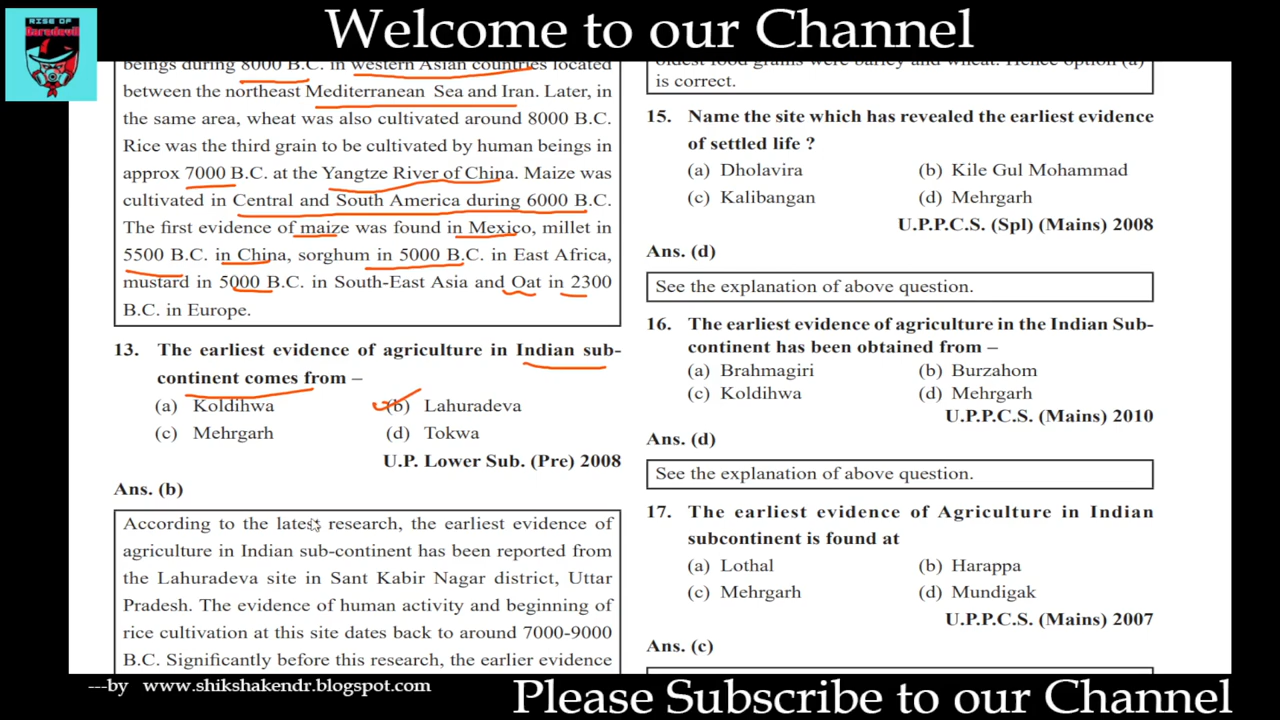 RISE OF
Daredevil
Welcome to our Channel
beings during 8000 B.C. in western Asian countries located
between the northeast Mediterranean Sea and Iran. Later, in
the same area, wheat was also cultivated around 8000 B.C.
Rice was the third grain to be cultivated by human beings in
approx 7000 B.C. at the Yangtze River of China. Maize was
cultivated in Central and South America during 6000 B.C.
The first evidence of maize was found in Mexico, millet in
5500 B.C. in China, sorghum in 5000 B.C. in East Africa,
mustard in 5000 B.C. in South-East Asia and Oat in 2300
B.C. in Europe.
13. The earliest evidence of agriculture in Indian sub-
continent comes from –
(a) Koldihwa (b) Lahuradeva
(c) Mehrgarh (d) Tokwa
U.P. Lower Sub. (Pre) 2008
Ans. (b)
According to the latest research, the earliest evidence of
agriculture in Indian sub-continent has been reported from
the Lahuradeva site in Sant Kabir Nagar district, Uttar
Pradesh. The evidence of human activity and beginning of
rice cultivation at this site dates back to around 7000-9000
B.C. Significantly before this research, the earlier evidence
oldest food grains were barley and wheat. Hence option (a)
is correct.
15. Name the site which has revealed the earliest evidence
of settled life ?
(a) Dholavira (b) Kile Gul Mohammad
(c) Kalibangan (d) Mehrgarh
U.P.P.C.S. (Spl) (Mains) 2008
Ans. (d)
See the explanation of above question.
16. The earliest evidence of agriculture in the Indian Sub-
continent has been obtained from –
(a) Brahmagiri (b) Burzahom
(c) Koldihwa (d) Mehrgarh
U.P.P.C.S. (Mains) 2010
Ans. (d)
See the explanation of above question.
17. The earliest evidence of Agriculture in Indian
subcontinent is found at
(a) Lothal (b) Harappa
(c) Mehrgarh (d) Mundigak
U.P.P.C.S. (Mains) 2007
Ans. (c)
---by www.shikshakendr.blogspot.com
Please Subscribe to our Channel